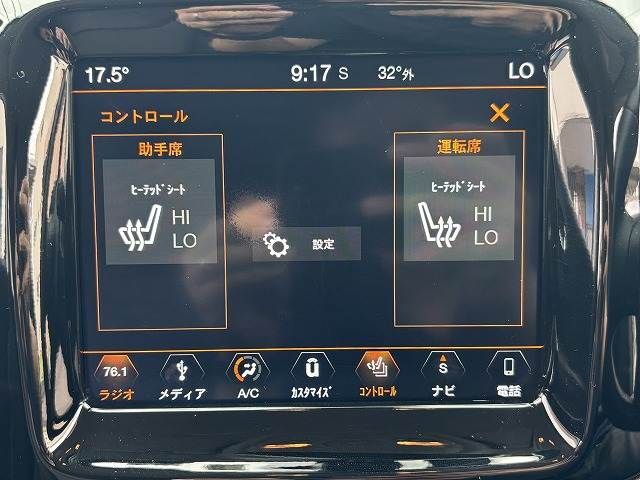 17.5° 9:17 S 32°外 LO
コントロール ✕
助手席 運転席
ﾋｰﾃｯﾄﾞｼｰﾄ ﾋｰﾃｯﾄﾞｼｰﾄ
HI HI
LO LO
設定
76.1 S
ラジオ メディア A/C ｶｽﾀﾏｲｽﾞ ｺﾝﾄﾛｰﾙ ナビ 電話